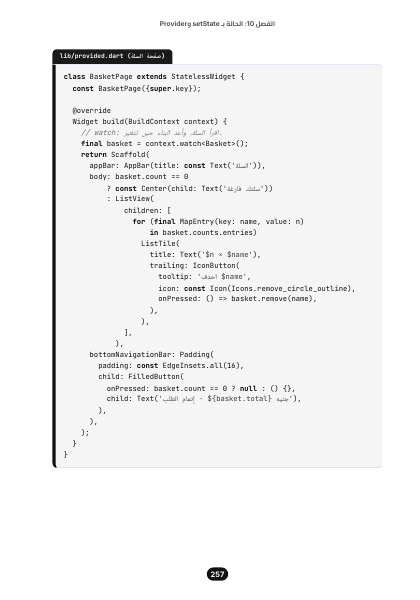 الفصل 10: الحالة بـ setState وProvider
lib/provided.dart (صفحة السلة)
class BasketPage extends StatelessWidget {
  const BasketPage({super.key});

  @override
  Widget build(BuildContext context) {
    // watch: اقرأ السلة، وأعد البناء حين تتغير.
    final basket = context.watch<Basket>();
    return Scaffold(
      appBar: AppBar(title: const Text('السلة')),
      body: basket.count == 0
          ? const Center(child: Text('سلتك فارغة'))
          : ListView(
              children: [
                for (final MapEntry(key: name, value: n)
                    in basket.counts.entries)
                  ListTile(
                    title: Text('$n × $name'),
                    trailing: IconButton(
                      tooltip: 'احذف $name',
                      icon: const Icon(Icons.remove_circle_outline),
                      onPressed: () => basket.remove(name),
                    ),
                  ),
              ],
            ),
      bottomNavigationBar: Padding(
        padding: const EdgeInsets.all(16),
        child: FilledButton(
          onPressed: basket.count == 0 ? null : () {},
          child: Text('إتمام الطلب · ${basket.total} جنيه'),
        ),
      ),
    );
  }
}
257